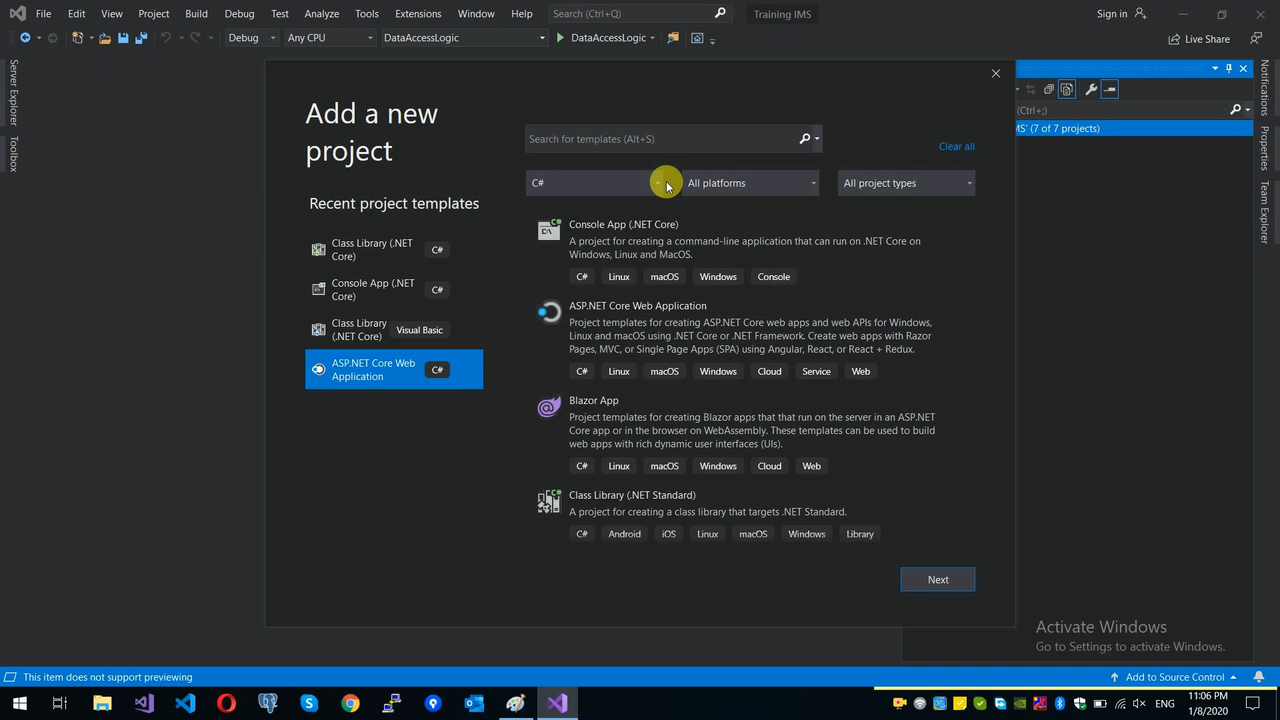 File Edit View Project Build Debug Test Analyze Tools Extensions Window Help Search (Ctrl+Q) Training IMS Sign in
Debug Any CPU DataAccessLogic DataAccessLogic Live Share
Server Explorer
Toolbox
Add a new
project
Recent project templates
Class Library (.NET
Core)
C#
Console App (.NET
Core)
C#
Class Library
(.NET Core)
Visual Basic
ASP.NET Core Web
Application
C#
Search for templates (Alt+S)
Clear all
C# All platforms All project types
Console App (.NET Core)
A project for creating a command-line application that can run on .NET Core on
Windows, Linux and MacOS.
C# Linux macOS Windows Console
ASP.NET Core Web Application
Project templates for creating ASP.NET Core web apps and web APIs for Windows,
Linux and macOS using .NET Core or .NET Framework. Create web apps with Razor
Pages, MVC, or Single Page Apps (SPA) using Angular, React, or React + Redux.
C# Linux macOS Windows Cloud Service Web
Blazor App
Project templates for creating Blazor apps that that run on the server in an ASP.NET
Core app or in the browser on WebAssembly. These templates can be used to build
web apps with rich dynamic user interfaces (UIs).
C# Linux macOS Windows Cloud Web
Class Library (.NET Standard)
A project for creating a class library that targets .NET Standard.
C# Android iOS Linux macOS Windows Library
Next
(Ctrl+;)
MS' (7 of 7 projects)
Notifications
Properties
Team Explorer
Activate Windows
Go to Settings to activate Windows.
This item does not support preview­ing Add to Source Control
ENG
11:06 PM
1/8/2020